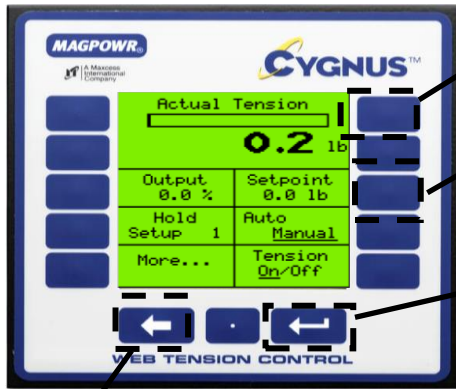 MAGPOWR®
A Maxcess International Company
CYGNUS™
Actual Tension
0.2 lb
Output
0.0 %
Setpoint
0.0 lb
Hold
Setup 1
Auto
Manual
More...
Tension
On/Off
WEB TENSION CONTROL